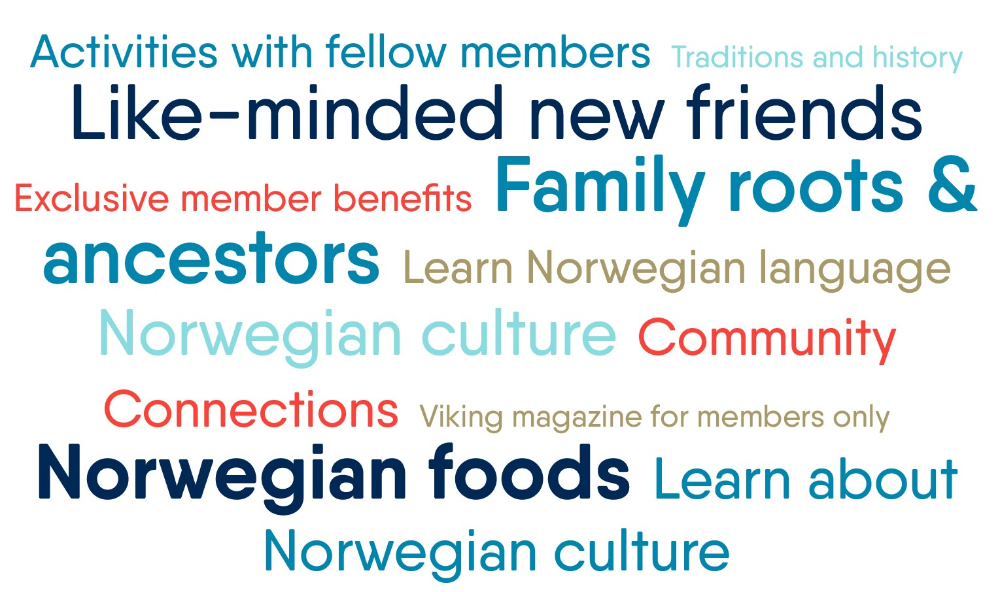 Activities with fellow members Traditions and history
Like-minded new friends
Exclusive member benefits Family roots &
ancestors Learn Norwegian language
Norwegian culture Community
Connections Viking magazine for members only
Norwegian foods Learn about
Norwegian culture